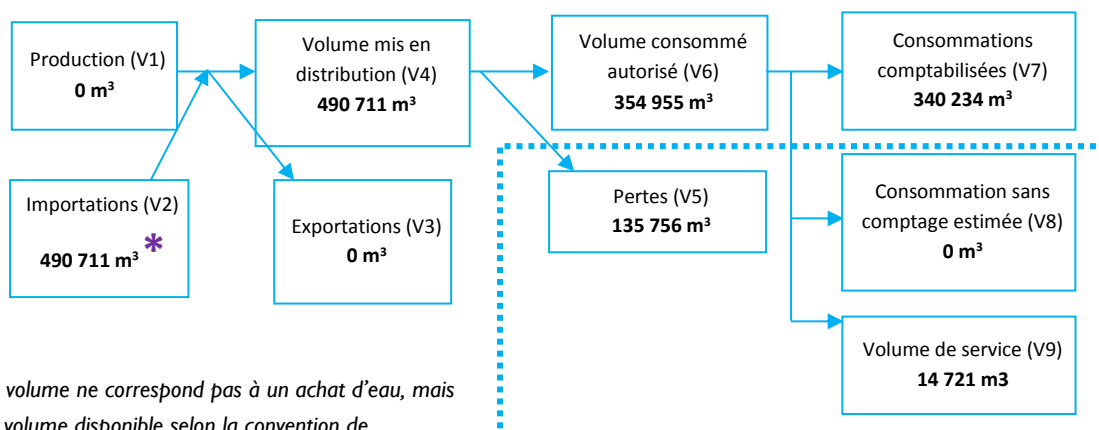 Production (V1)
0 m³
Volume mis en
distribution (V4)
490 711 m³
Volume consommé
autorisé (V6)
354 955 m³
Consommations
comptabilisées (V7)
340 234 m³
Importations (V2)
490 711 m³ *
Exportations (V3)
0 m³
Pertes (V5)
135 756 m³
Consommation sans
comptage estimée (V8)
0 m³
Volume de service (V9)
14 721 m3
volume ne correspond pas à un achat d'eau, mais
volume disponible selon la convention de